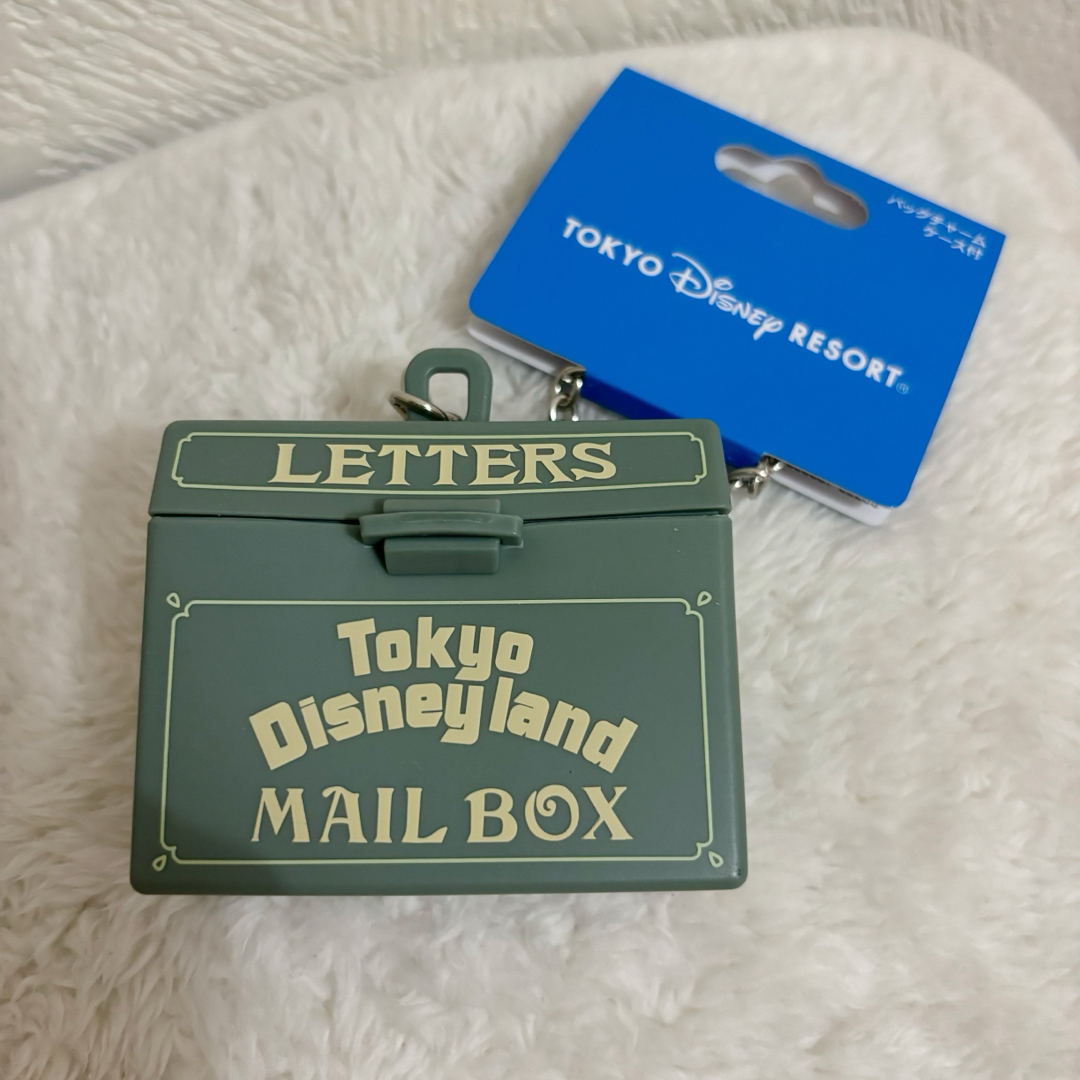 バッグチャーム
ケース付
TOKYO Disney RESORT®
LETTERS
Tokyo
Disneyland
MAIL BOX